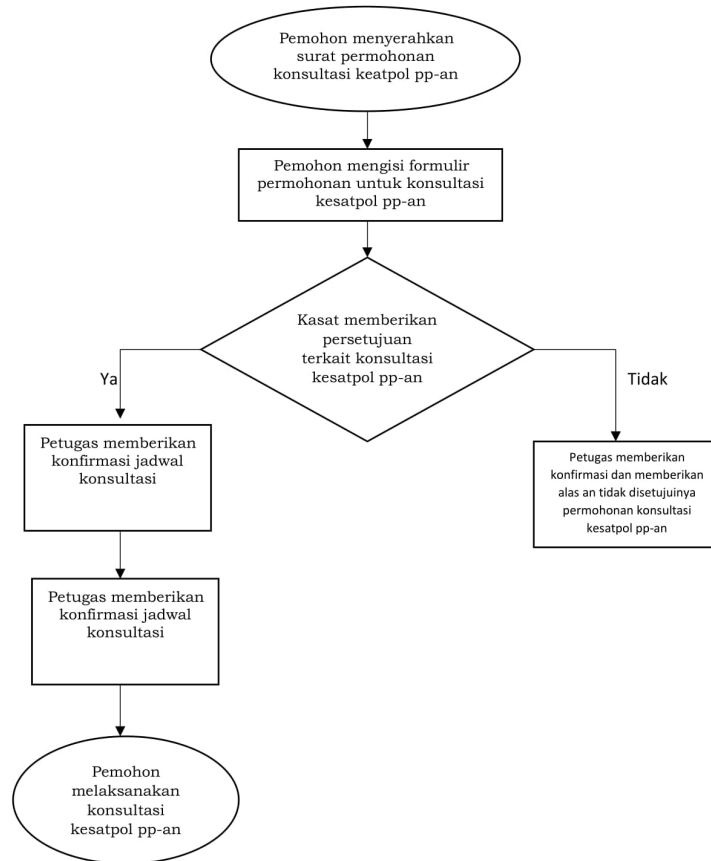 Pemohon menyerahkan
surat permohonan
konsultasi keatpol pp-an
Pemohon mengisi formulir
permohonan untuk konsultasi
kesatpol pp-an
Kasat memberikan
persetujuan
terkait konsultasi
kesatpol pp-an
Ya
Tidak
Petugas memberikan
konfirmasi jadwal
konsultasi
Petugas memberikan
konfirmasi dan memberikan
alas an tidak disetujuinya
permohonan konsultasi
kesatpol pp-an
Petugas memberikan
konfirmasi jadwal
konsultasi
Pemohon
melaksanakan
konsultasi
kesatpol pp-an